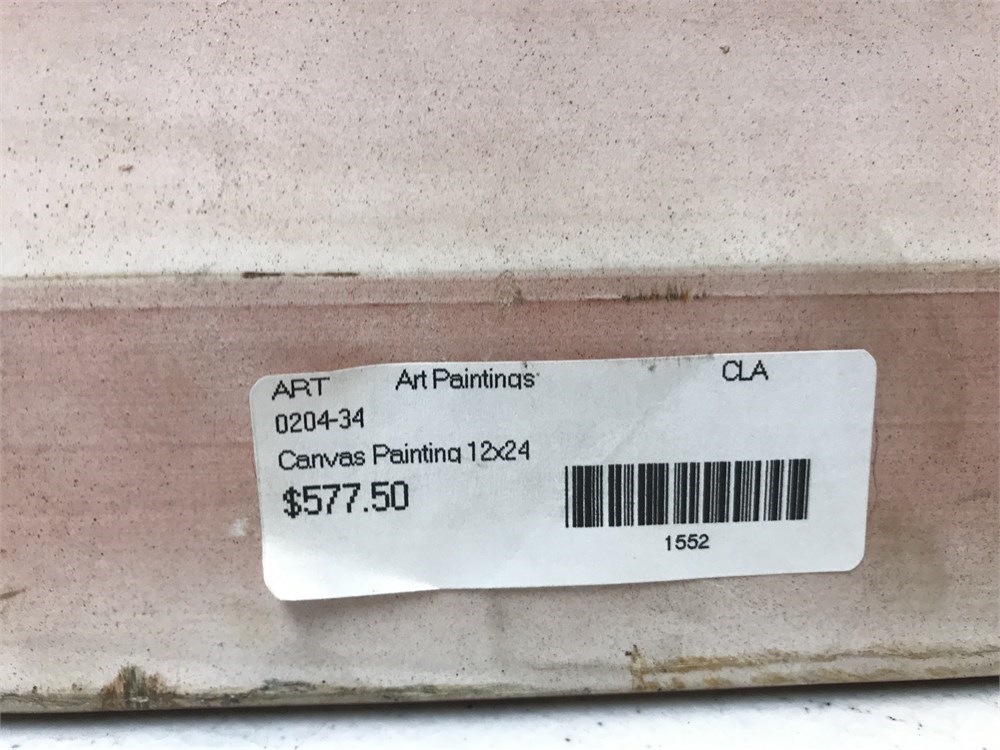 ART Art Paintings CLA
0204-34
Canvas Painting 12x24
$577.50
1552